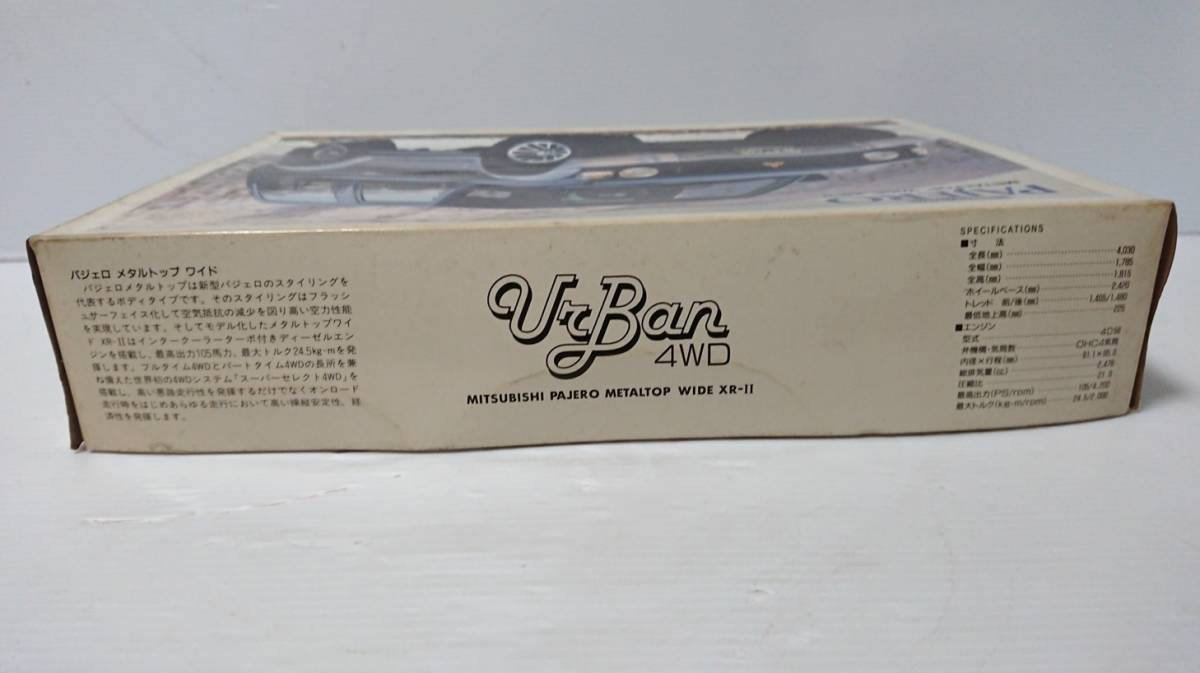 PAJERO
パジェロ メタルトップ ワイド
パジェロメタルトップは新型パジェロのスタイリングを
代表するボディタイプです。そのスタイリングはフラッシ
ュサーフェイス化して空気抵抗の減少を図り高い空力性能
を実現しています。そしてモデル化したメタルトップワイ
ド XR-IIはインタークーラーターボ付きディーゼルエン
ジンを搭載し、最高出力105馬力、最大トルク24.5kg-mを発
揮します。フルタイム4WDとパートタイム4WDの長所を兼
ね備えた世界初の4WDシステム「スーパーセレクト4WD」を
搭載し、高い悪路走行性を発揮するだけでなくオンロード
走行時をはじめあらゆる走行において高い操縦安定性、経
済性を発揮します。
UrBan
4WD
MITSUBISHI PAJERO METALTOP WIDE XR-II
SPECIFICATIONS
■寸 法
全長(㎜) 4,030
全幅(㎜) 1,785
全高(㎜) 1,815
ホイールベース(㎜) 2,420
トレッド 前/後(㎜) 1,465/1,480
最低地上高(㎜) 225
■エンジン
型式 4D56
弁機構・気筒数 OHC4気筒
内径×行程(㎜) 91.1×95.0
総排気量(cc) 2,476
圧縮比 21.0
最高出力(PS/rpm) 105/4,200
最大トルク(kg-m/rpm) 24.5/2,000